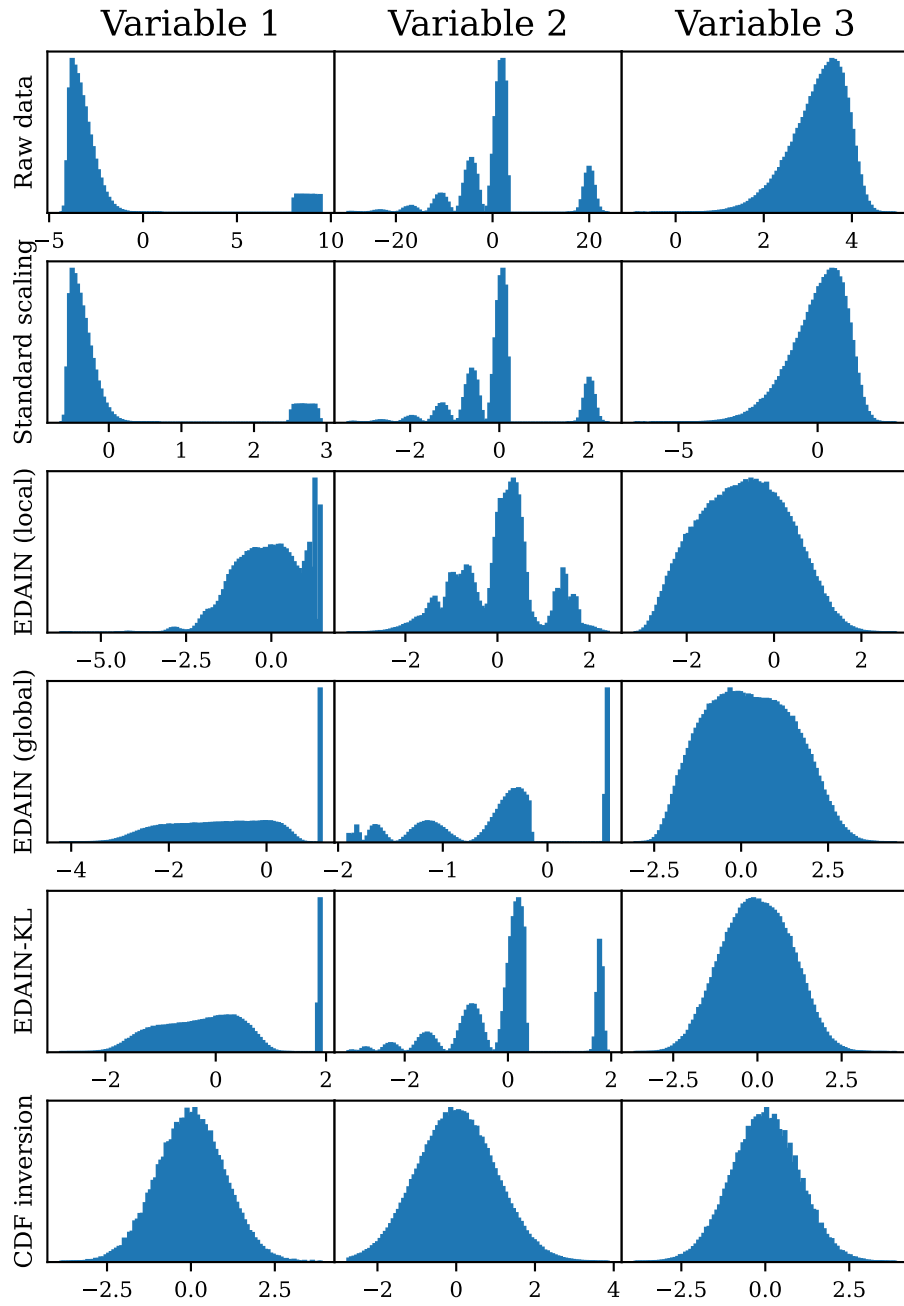 Variable 1 Variable 2 Variable 3
Raw data
−5 0 5 10 −20 0 20 0 2 4
Standard scaling
0 1 2 3 −2 0 2 −5 0
EDAIN (local)
−5.0 −2.5 0.0 −2 0 2 −2 0 2
EDAIN (global)
−4 −2 0 −2 −1 0 −2.5 0.0 2.5
EDAIN-KL
−2 0 2 −2 0 2 −2.5 0.0 2.5
CDF inversion
−2.5 0.0 2.5 −2 0 2 4 −2.5 0.0 2.5